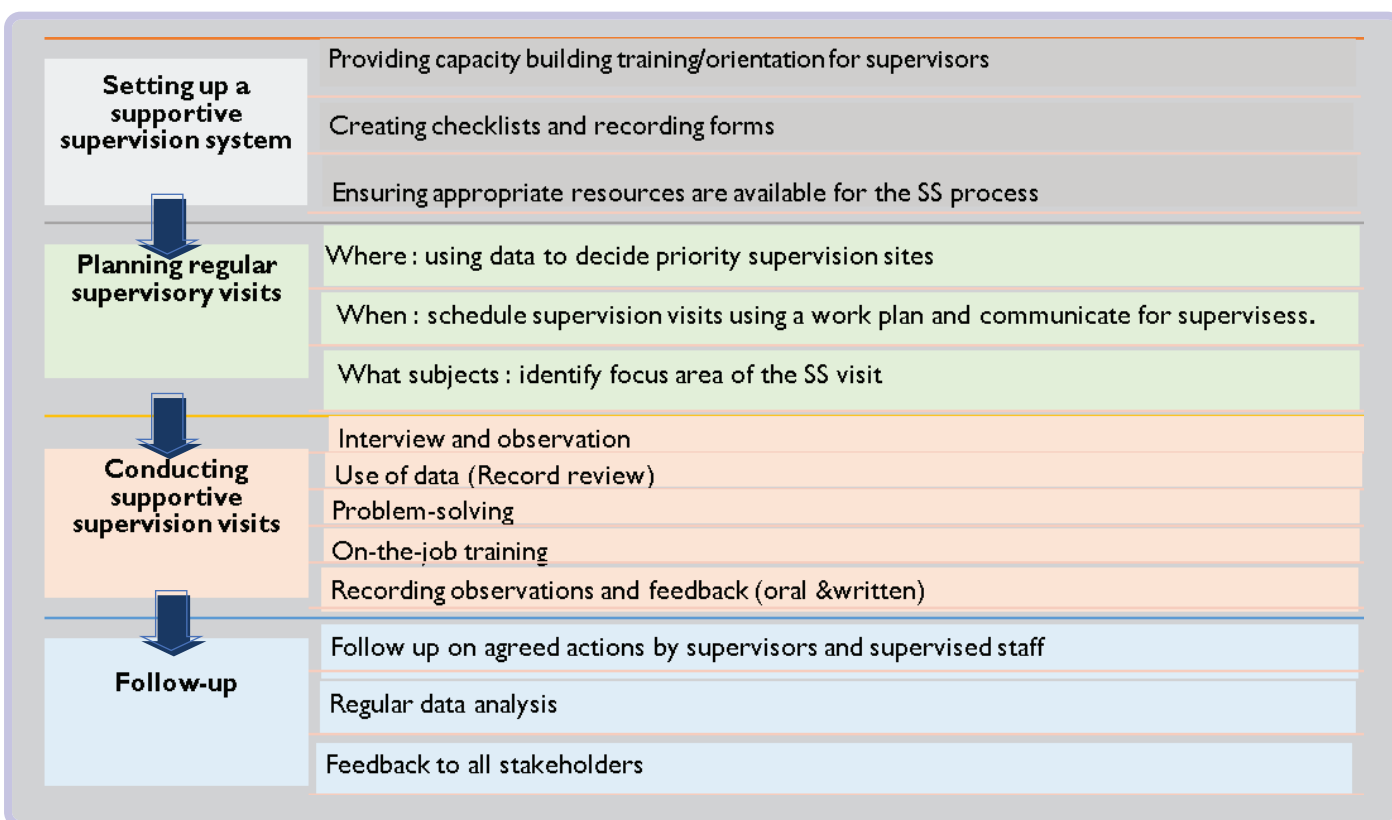 Setting up a
supportive
supervision system
Providing capacity building training/orientation for supervisors
Creating checklists and recording forms
Ensuring appropriate resources are available for the SS process
Planning regular
supervisory visits
Where : using data to decide priority supervision sites
When : schedule supervision visits using a work plan and communicate for supervisess.
What subjects : identify focus area of the SS visit
Conducting
supportive
supervision visits
Interview and observation
Use of data (Record review)
Problem-solving
On-the-job training
Recording observations and feedback (oral &written)
Follow-up
Follow up on agreed actions by supervisors and supervised staff
Regular data analysis
Feedback to all stakeholders